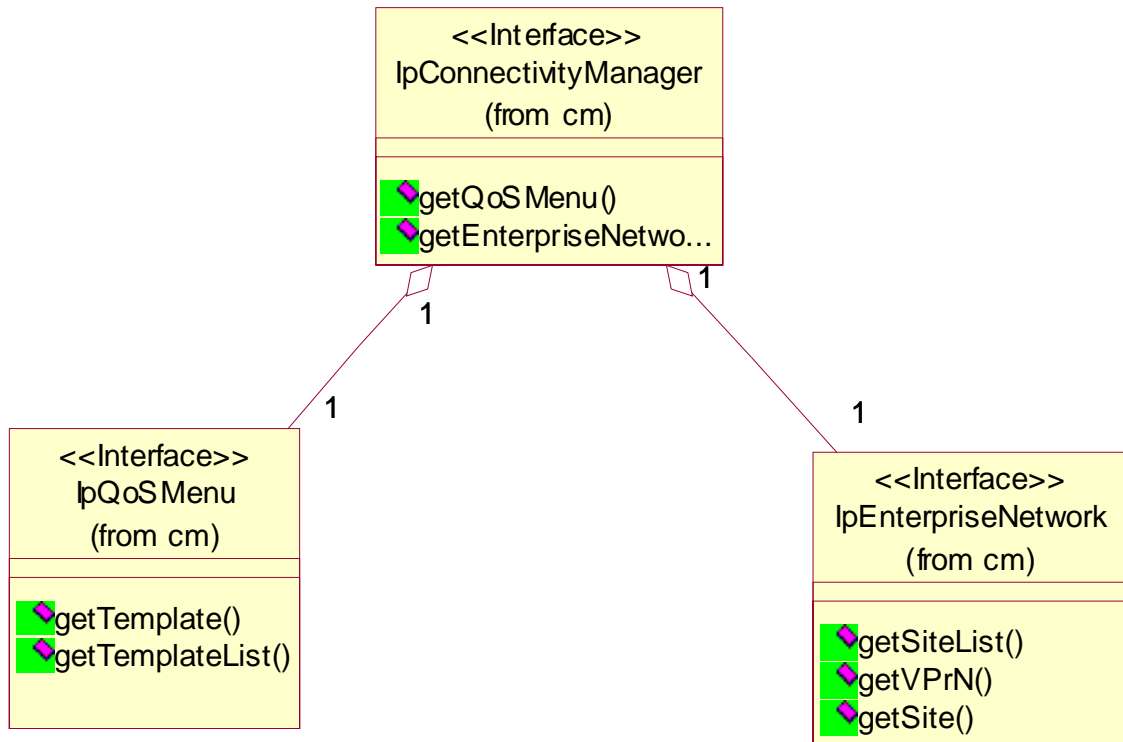 <<Interface>>
IpConnectivityManager
(from cm)
getQoSMenu()
getEnterpriseNetwo...
1
1
1
1
<<Interface>>
IpQoSMenu
(from cm)
getTemplate()
getTemplateList()
<<Interface>>
IpEnterpriseNetwork
(from cm)
getSiteList()
getVPrN()
getSite()